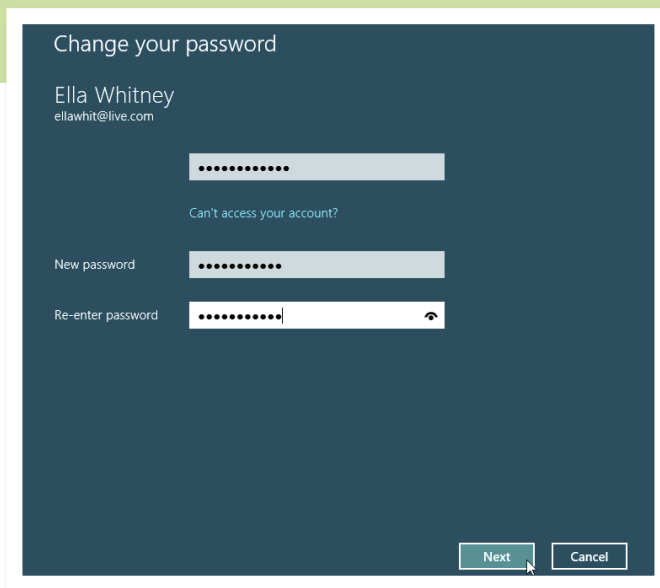 Change your password
Ella Whitney
ellawhit@live.com
••••••••••••
Can't access your account?
New password •••••••••••
Re-enter password •••••••••••
Next Cancel